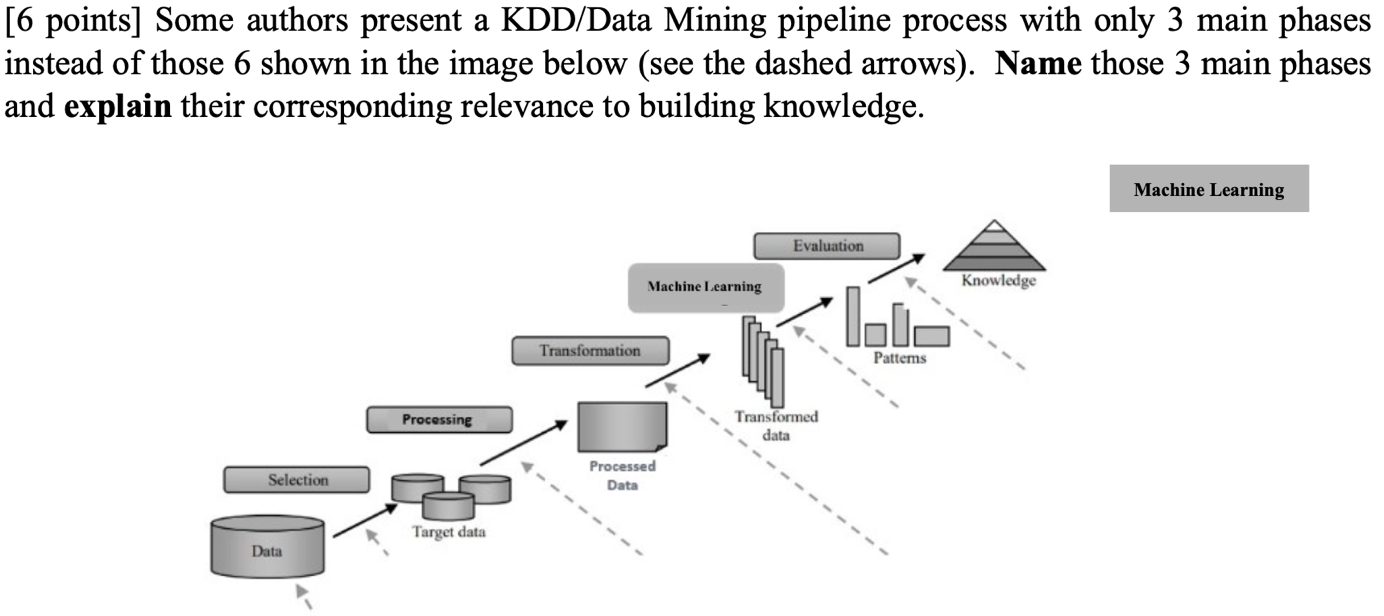 [6 points] Some authors present a KDD/Data Mining pipeline process with only 3 main phases
instead of those 6 shown in the image below (see the dashed arrows). Name those 3 main phases
and explain their corresponding relevance to building knowledge.
Machine Learning
Evaluation
Knowledge
Machine Learning
Patterns
Transformation
Transformed
data
Processing
Processed
Data
Selection
Target data
Data